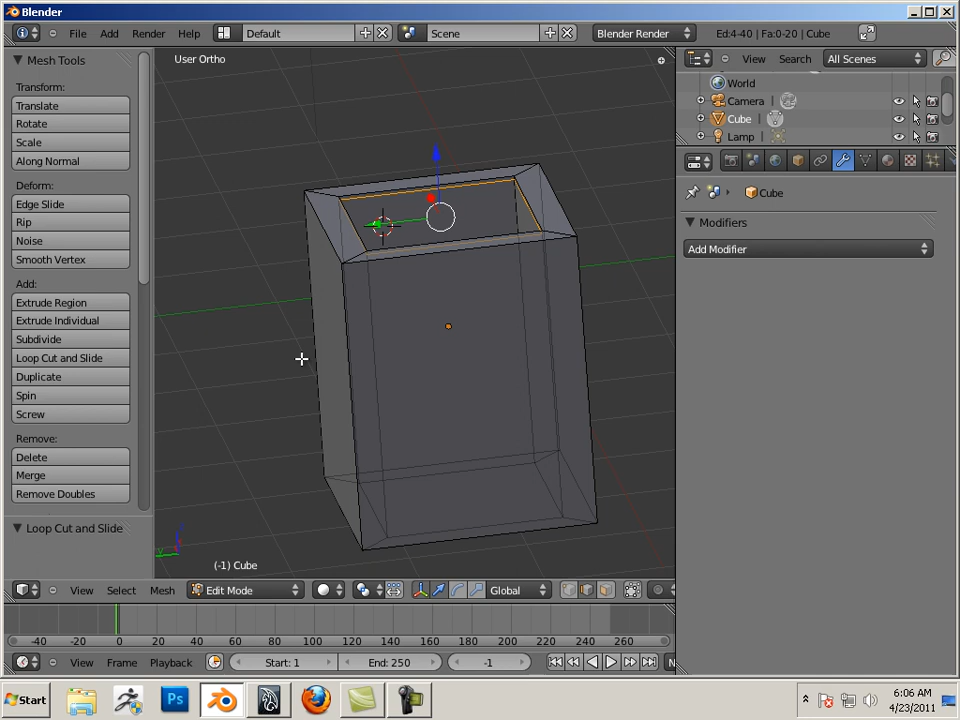 Blender
File Add Render Help Default Scene Blender Render Ed:4-40 | Fa:0-20 | Cube
Mesh Tools
Transform:
Translate
Rotate
Scale
Along Normal
Deform:
Edge Slide
Rip
Noise
Smooth Vertex
Add:
Extrude Region
Extrude Individual
Subdivide
Loop Cut and Slide
Duplicate
Spin
Screw
Remove:
Delete
Merge
Remove Doubles
Loop Cut and Slide
User Ortho
(-1) Cube
View Select Mesh Edit Mode Global
View Search All Scenes
World
Camera
Cube
Lamp
Cube
Modifiers
Add Modifier
-40 -20 0 20 40 60 80 100 120 140 160 180 200 220 240 260
View Frame Playback Start: 1 End: 250 -1 N
Start Ps 6:06 AM
4/23/2011